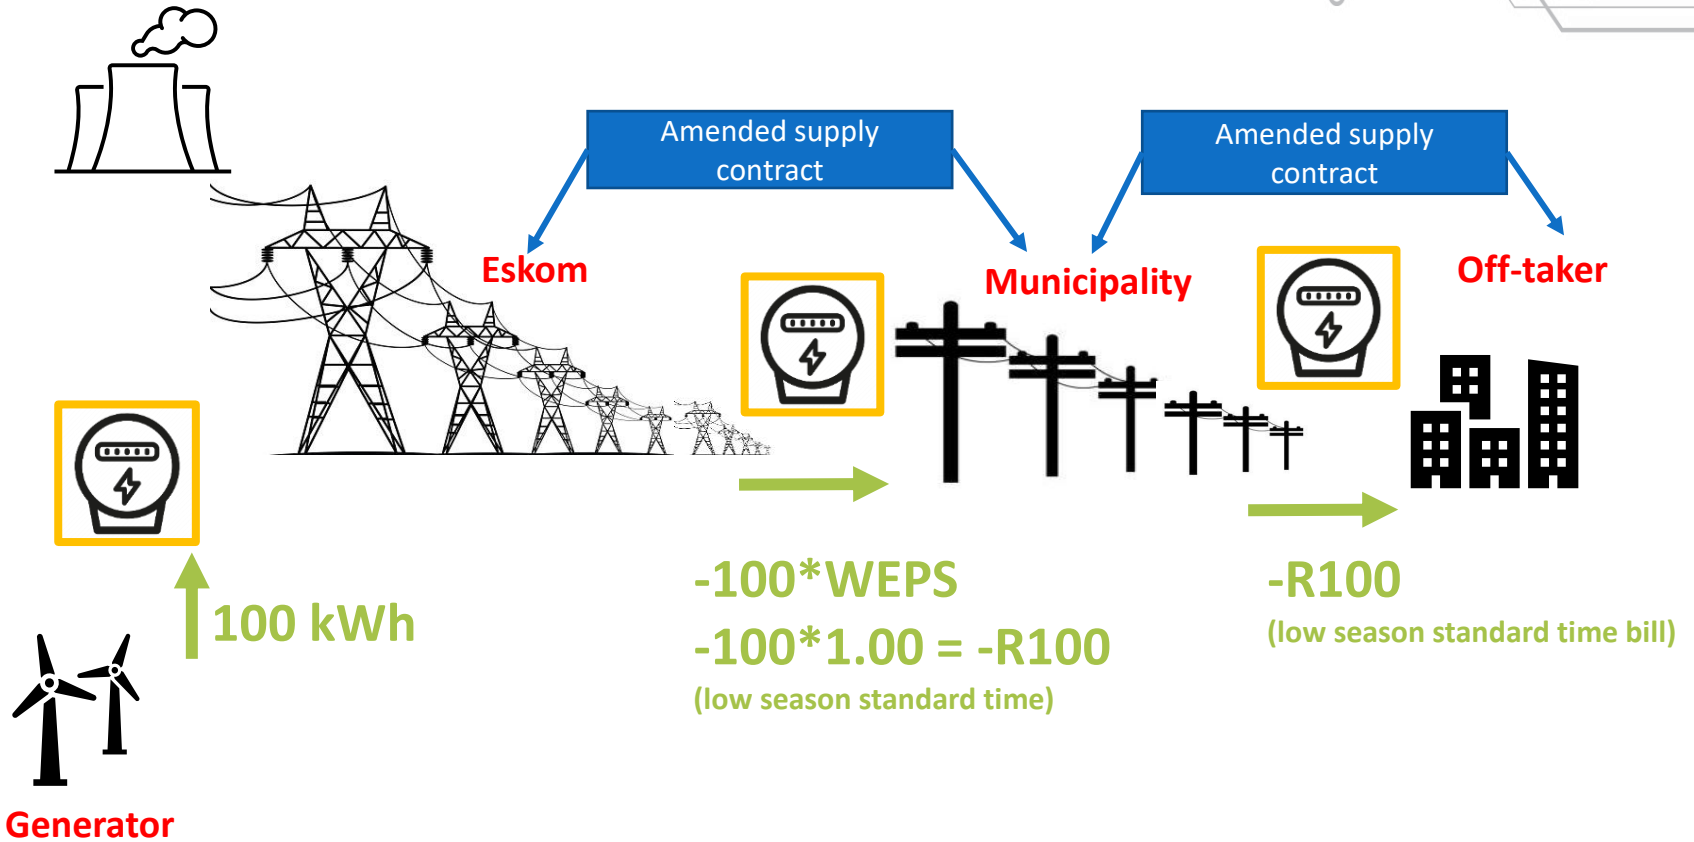 Amended supply
contract
Amended supply
contract
Eskom
Municipality
Off-taker
100 kWh
-100*WEPS
-100*1.00 = -R100
(low season standard time)
-R100
(low season standard time bill)
Generator